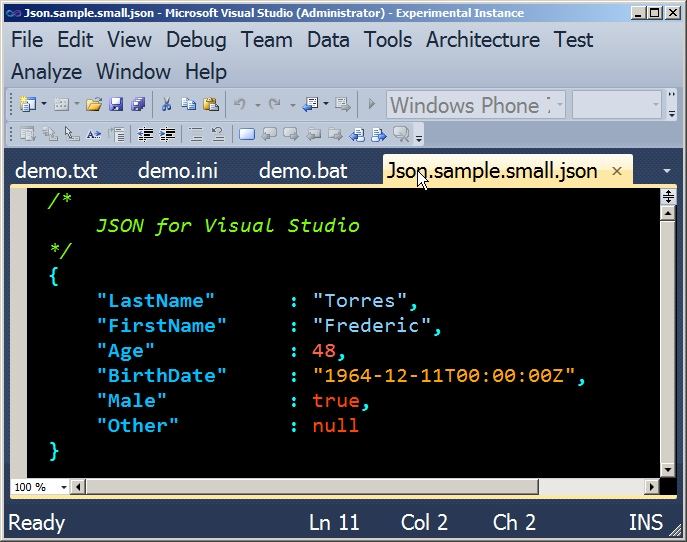 Json.sample.small.json - Microsoft Visual Studio (Administrator) - Experimental Instance
File Edit View Debug Team Data Tools Architecture Test
Analyze Window Help
Windows Phone
demo.txt demo.ini demo.bat Json.sample.small.json ×
/*
JSON for Visual Studio
*/
{
"LastName" : "Torres",
"FirstName" : "Frederic",
"Age" : 48,
"BirthDate" : "1964-12-11T00:00:00Z",
"Male" : true,
"Other" : null
}
100 %
Ready Ln 11 Col 2 Ch 2 INS